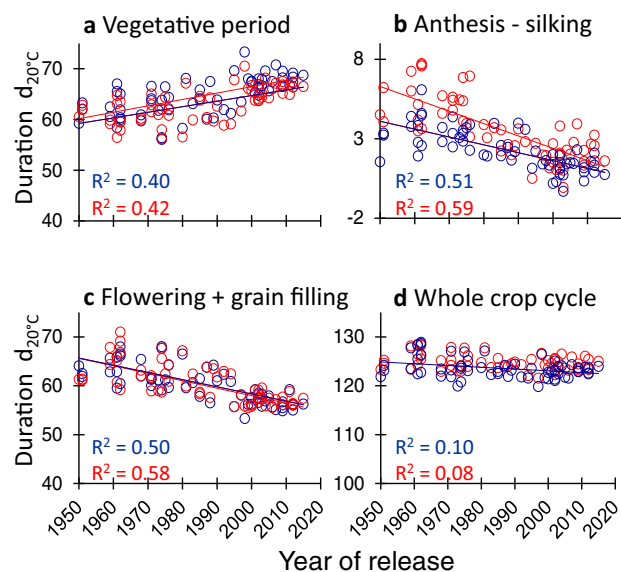 a Vegetative period
b Anthesis - silking
Duration d20°C
70
60
50
40
R² = 0.40
R² = 0.42
8
3
-2
R² = 0.51
R² = 0.59
c Flowering + grain filling
d Whole crop cycle
Duration d20°C
70
60
50
40
R² = 0.50
R² = 0.58
130
120
110
100
R² = 0.10
R² = 0.08
1950 1960 1970 1980 1990 2000 2010 2020
1950 1960 1970 1980 1990 2000 2010 2020
Year of release